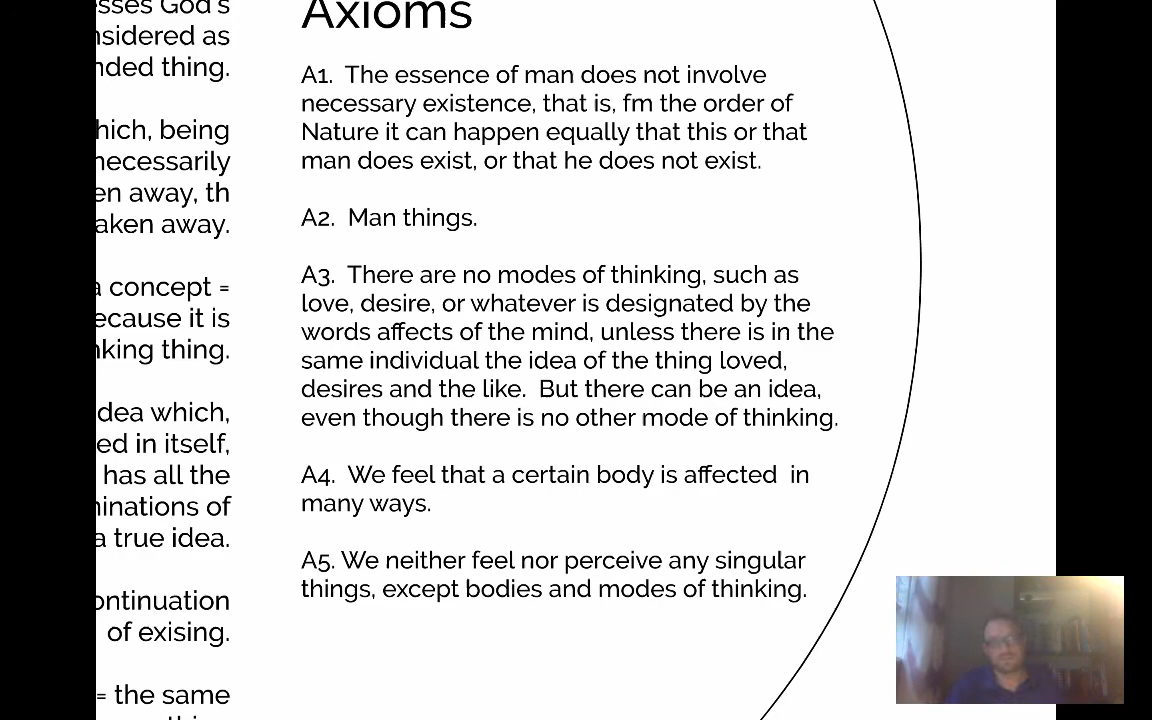 sses God's
nsidered as
nded thing.
hich, being
necessarily
en away, th
aken away.
a concept =
ecause it is
nking thing.
dea which,
ed in itself,
has all the
ninations of
a true idea.
ontinuation
of exising.
= the same
Axioms
A1. The essence of man does not involve
necessary existence, that is, fm the order of
Nature it can happen equally that this or that
man does exist, or that he does not exist.
A2. Man things.
A3. There are no modes of thinking, such as
love, desire, or whatever is designated by the
words affects of the mind, unless there is in the
same individual the idea of the thing loved,
desires and the like. But there can be an idea,
even though there is no other mode of thinking.
A4. We feel that a certain body is affected in
many ways.
A5. We neither feel nor perceive any singular
things, except bodies and modes of thinking.